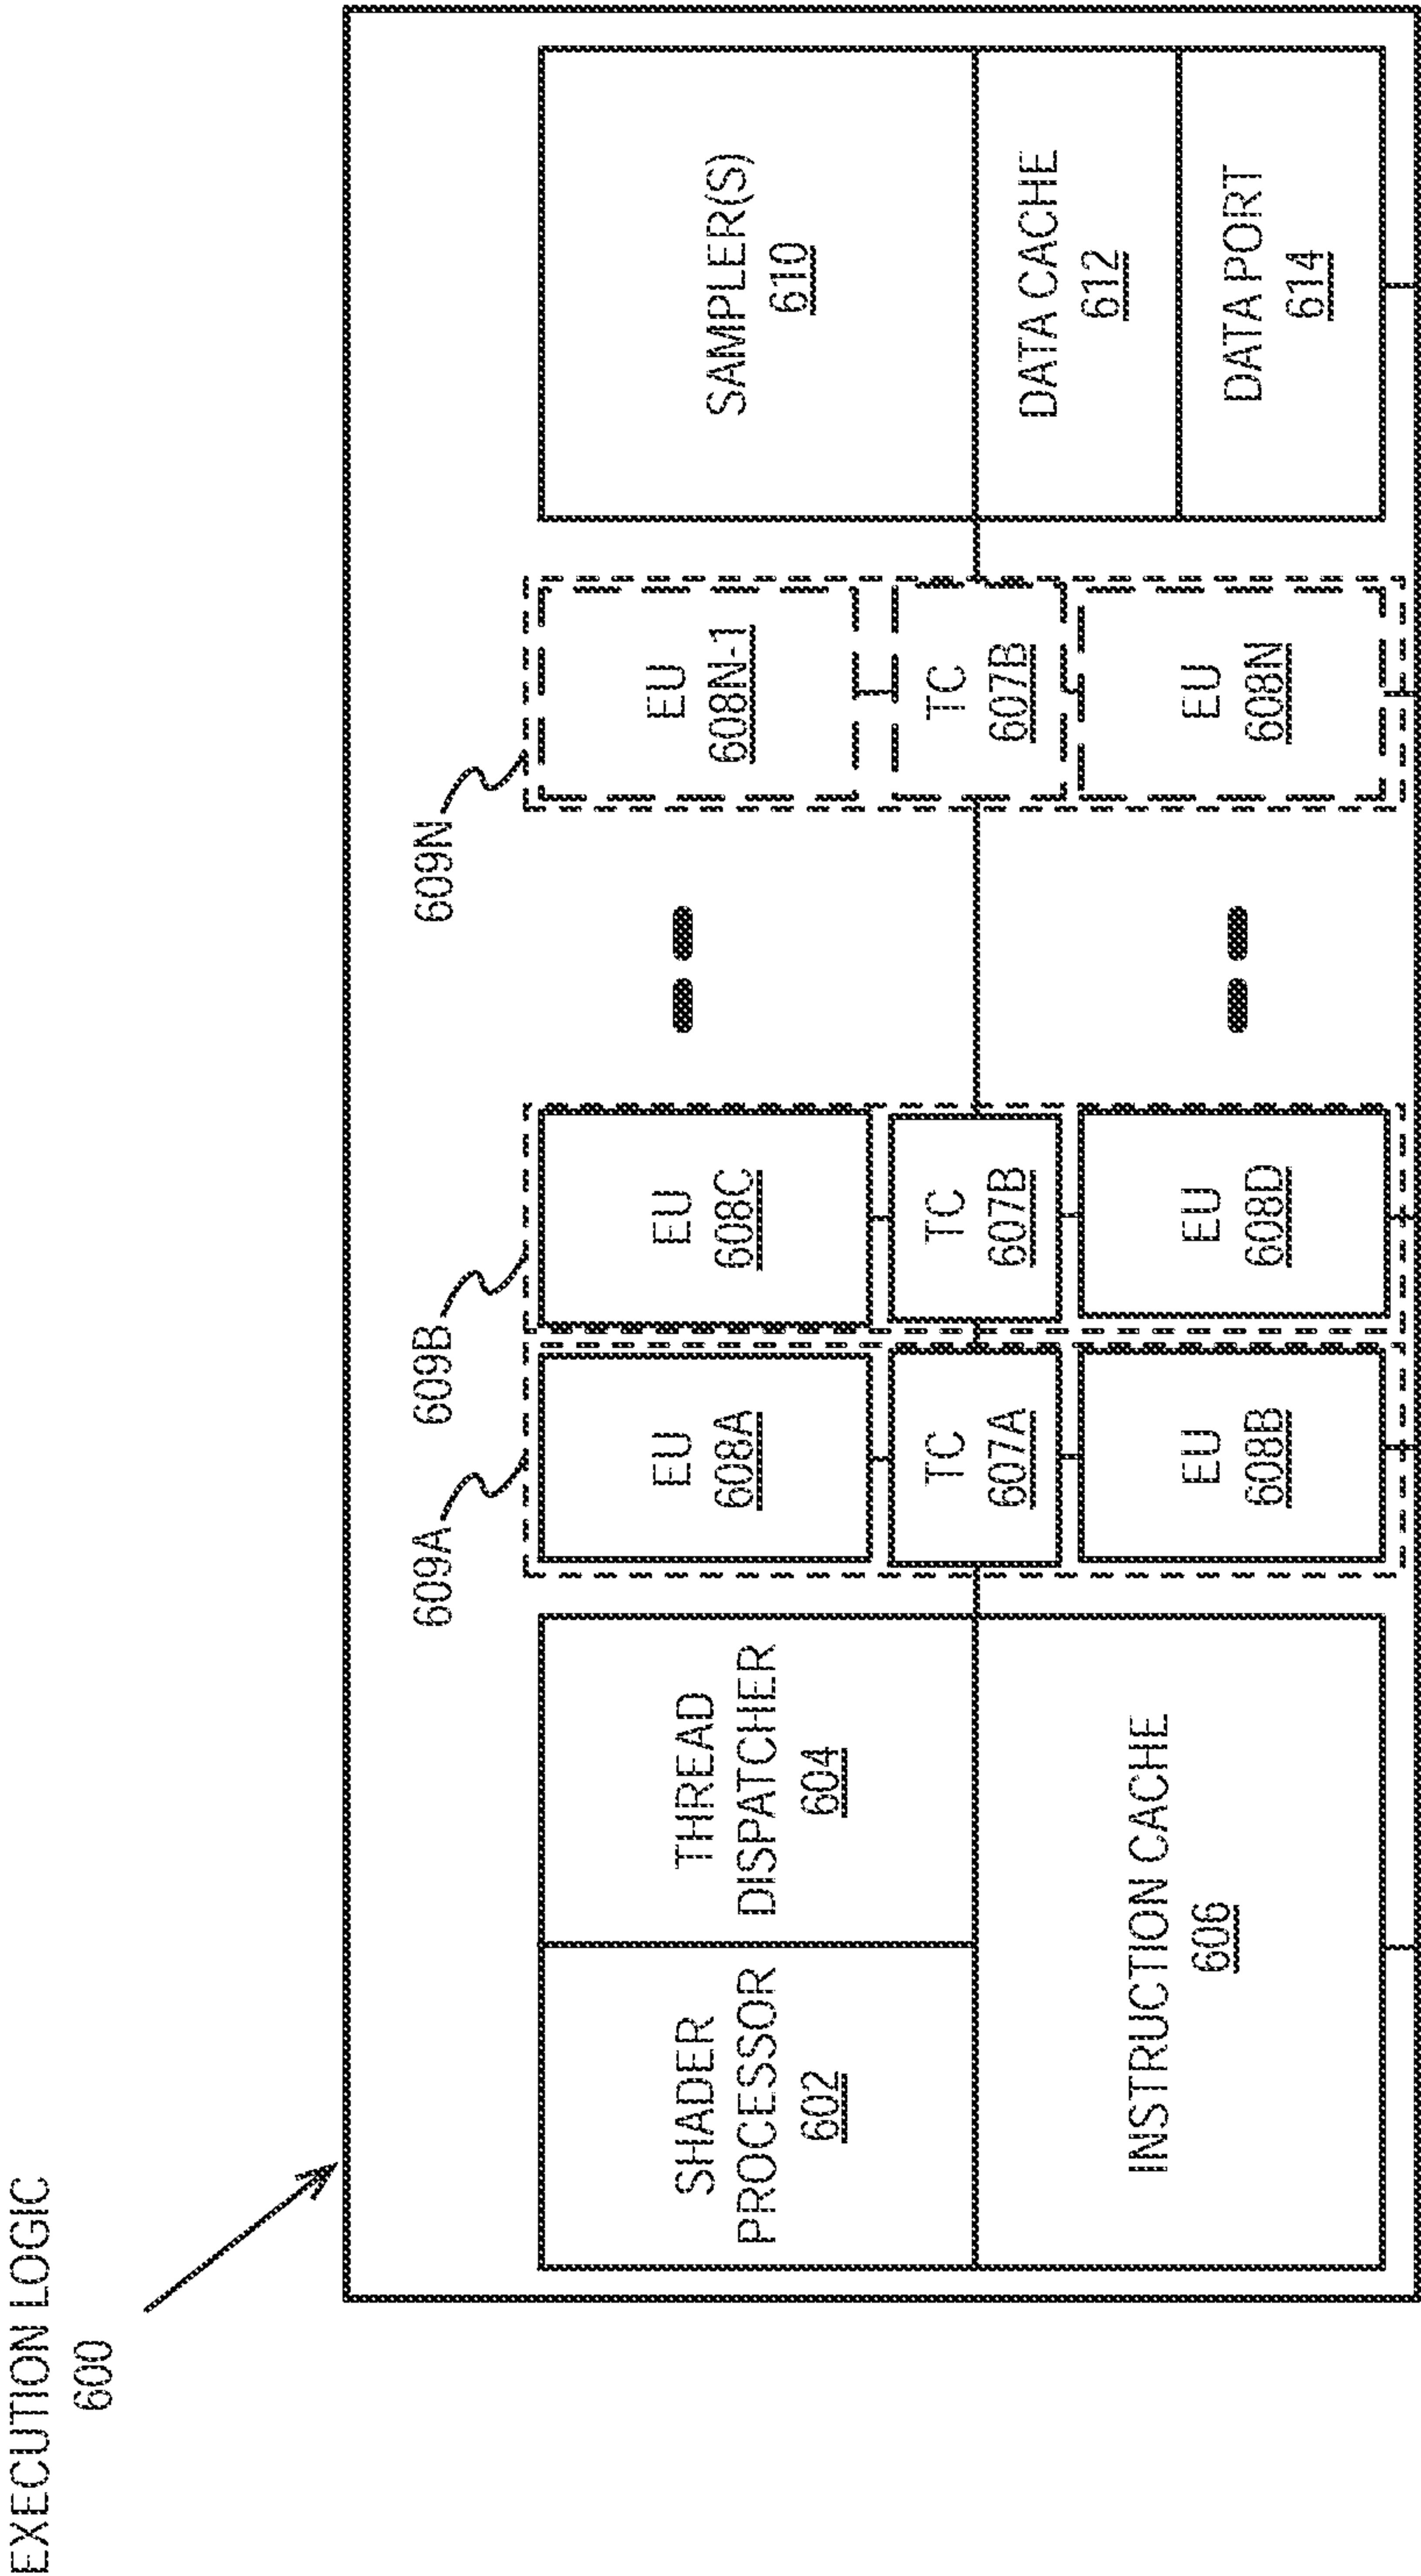 EXECUTION LOGIC
600
609A
609B
609N
SHADER
PROCESSOR
602
THREAD
DISPATCHER
604
INSTRUCTION CACHE
606
EU
608A
TC
607A
EU
608B
EU
608C
TC
607B
EU
608D
EU
608N-1
TC
607B
EU
608N
SAMPLER(S)
610
DATA CACHE
612
DATA PORT
614